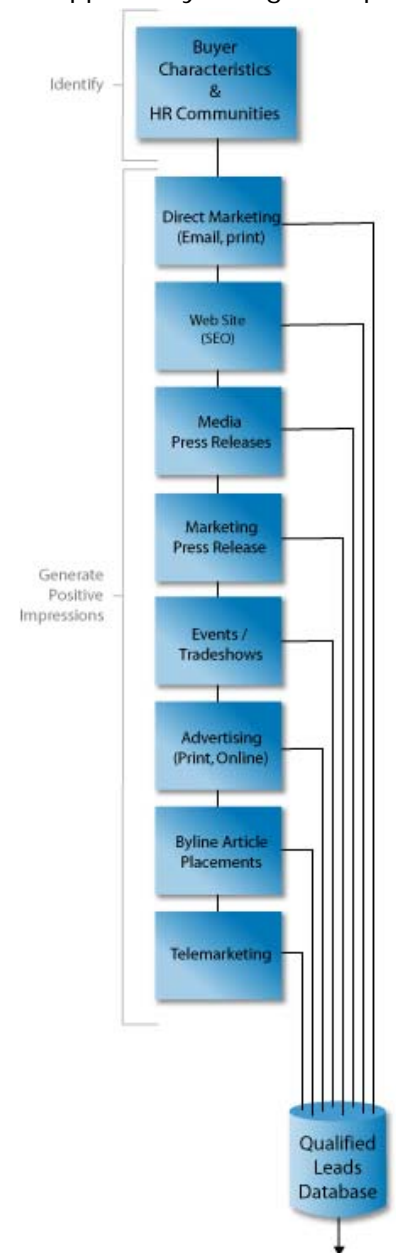 Identify
Buyer
Characteristics
&
HR Communities
Direct Marketing
(Email, print)
Web Site
(SEO)
Media
Press Releases
Marketing
Press Release
Generate
Positive
Impressions
Events /
Tradeshows
Advertising
(Print, Online)
Byline Article
Placements
Telemarketing
Qualified
Leads
Database